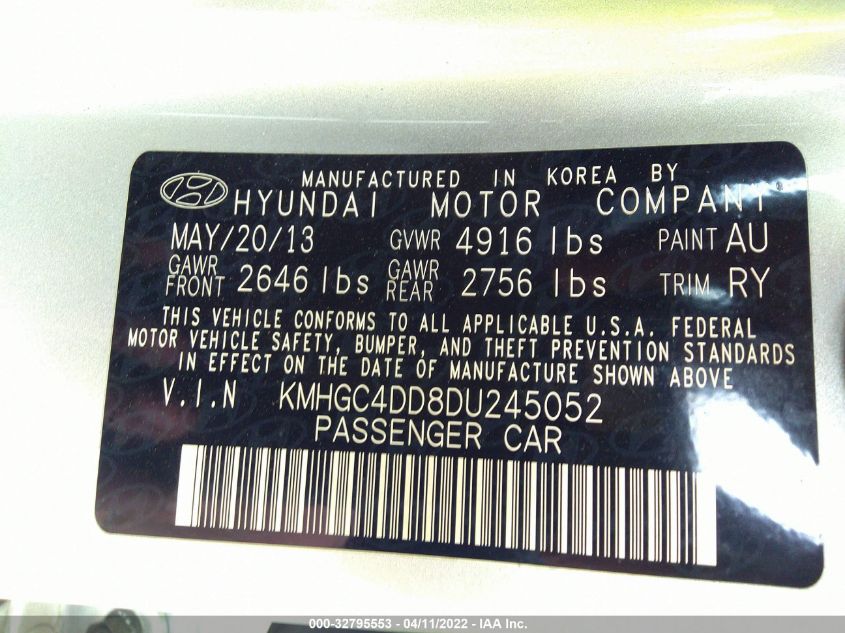 MANUFACTURED IN KOREA BY
HYUNDAI MOTOR COMPANY
MAY/20/13 GVWR 4916 lbs PAINT AU
GAWR FRONT 2646 lbs GAWR REAR 2756 lbs TRIM RY
THIS VEHICLE CONFORMS TO ALL APPLICABLE U.S.A. FEDERAL
MOTOR VEHICLE SAFETY, BUMPER, AND THEFT PREVENTION STANDARDS
IN EFFECT ON THE DATE OF MANUFACTURE SHOWN ABOVE.
V.I.N KMHGC4DD8DU245052
PASSENGER CAR
000-32795553 - 04/11/2022 - IAA Inc.